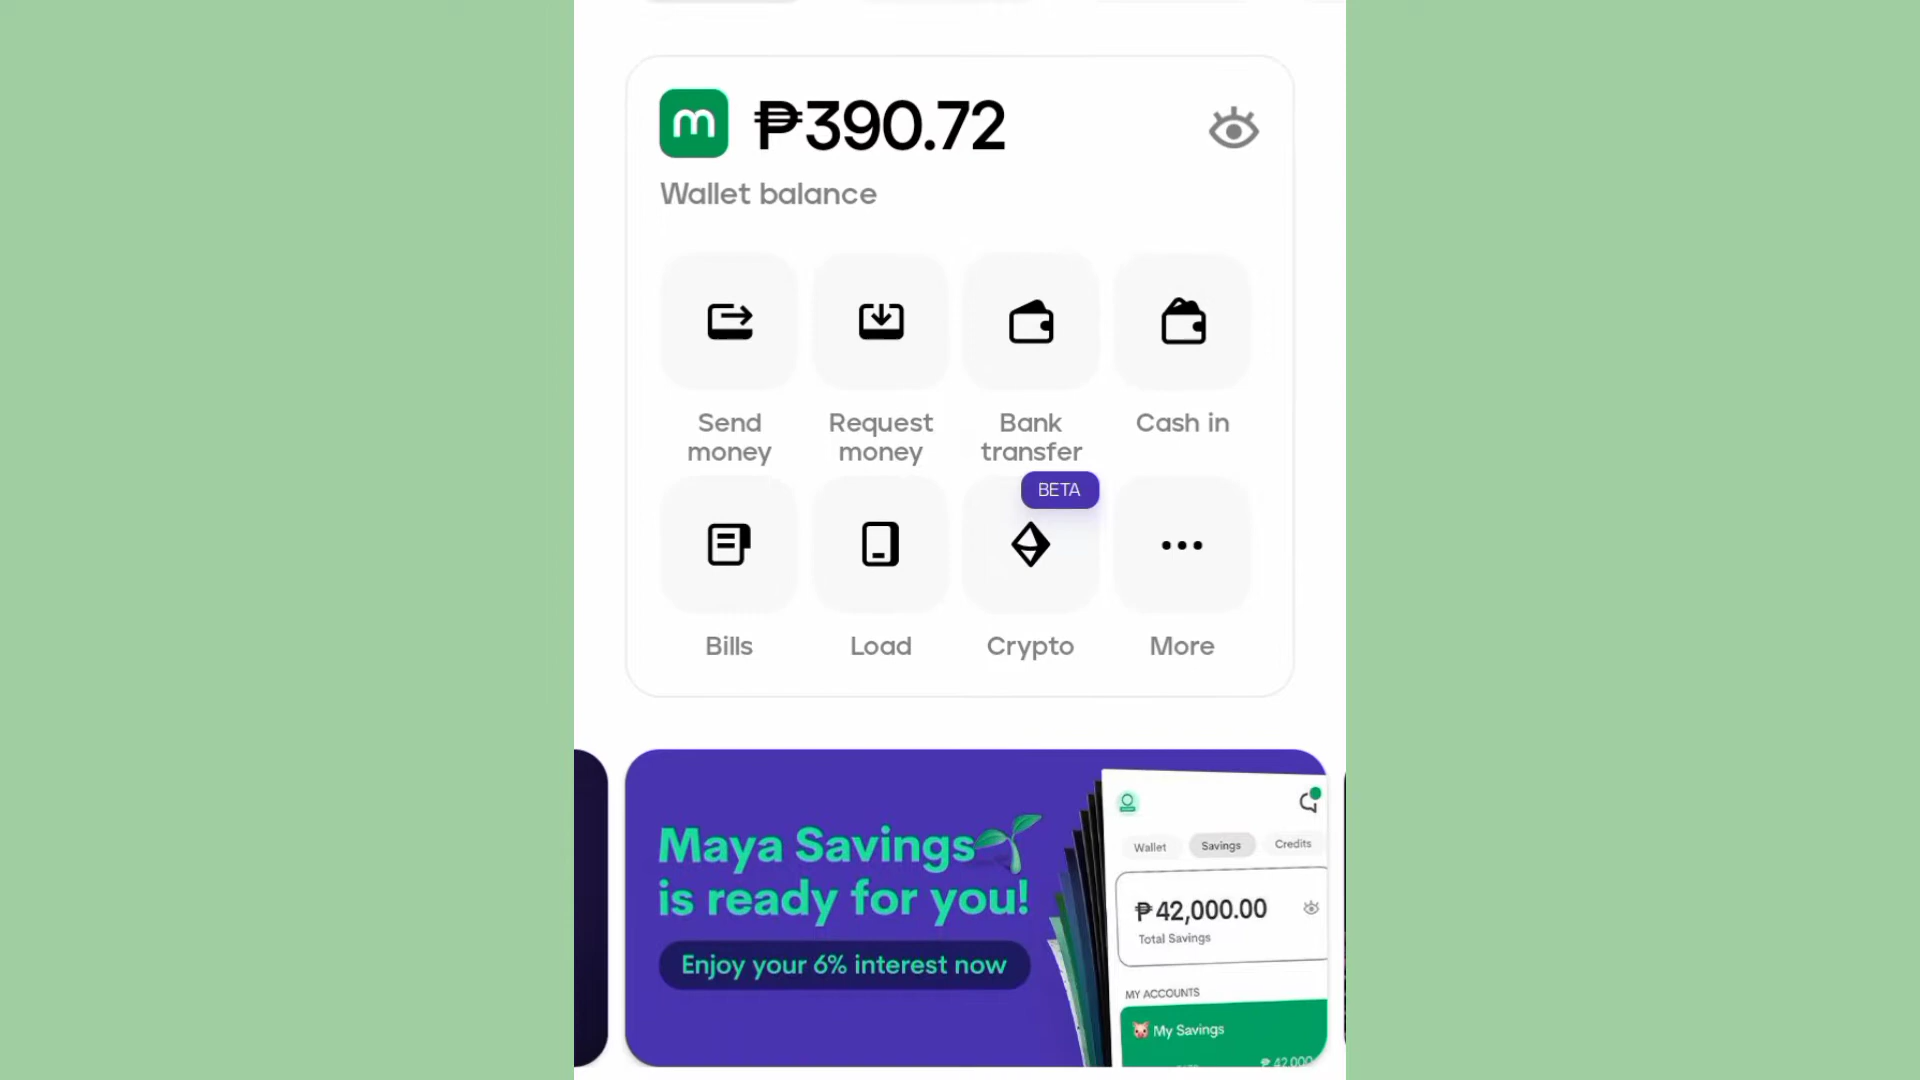 m ₱390.72
Wallet balance
Send money
Request money
Bank transfer
Cash in
BETA
Bills
Load
Crypto
More
Maya Savings
is ready for you!
Enjoy your 6% interest now
Wallet
Savings
Credits
₱42,000.00
Total Savings
MY ACCOUNTS
My Savings
₱42,000